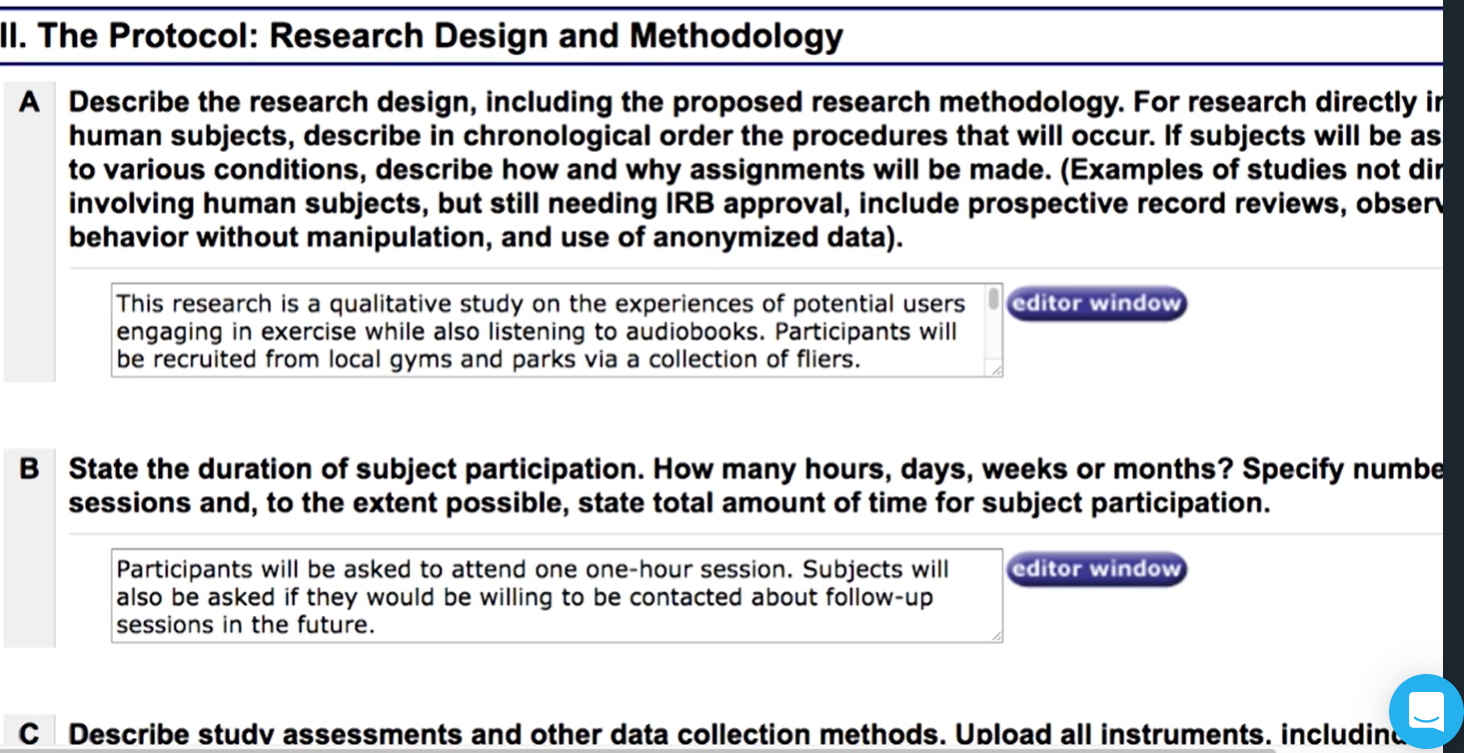 II. The Protocol: Research Design and Methodology
A Describe the research design, including the proposed research methodology. For research directly
human subjects, describe in chronological order the procedures that will occur. If subjects will be
to various conditions, describe how and why assignments will be made. (Examples of studies not
involving human subjects, but still needing IRB approval, include prospective record reviews,
behavior without manipulation, and use of anonymized data).
This research is a qualitative study on the experiences of potential users
engaging in exercise while also listening to audiobooks. Participants will
be recruited from local gyms and parks via a collection of fliers.
editor window
B State the duration of subject participation. How many hours, days, weeks or months? Specify
sessions and, to the extent possible, state total amount of time for subject participation.
Participants will be asked to attend one one-hour session. Subjects will
also be asked if they would be willing to be contacted about follow-up
sessions in the future.
editor window
C Describe study assessments and other data collection methods. Upload all instruments, including